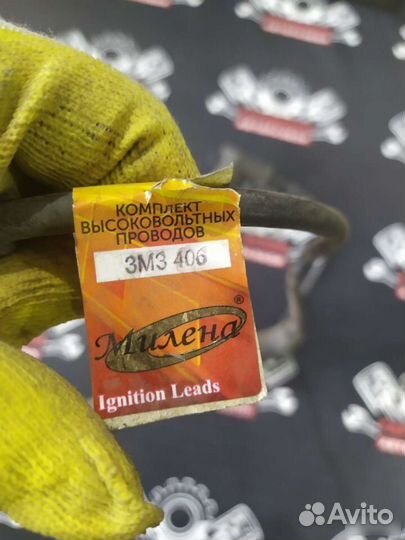 КОМПЛЕКТ
ВЫСОКОВОЛЬТНЫХ
ПРОВОДОВ
ЗМЗ 406
Милена®
Ignition Leads
Avito